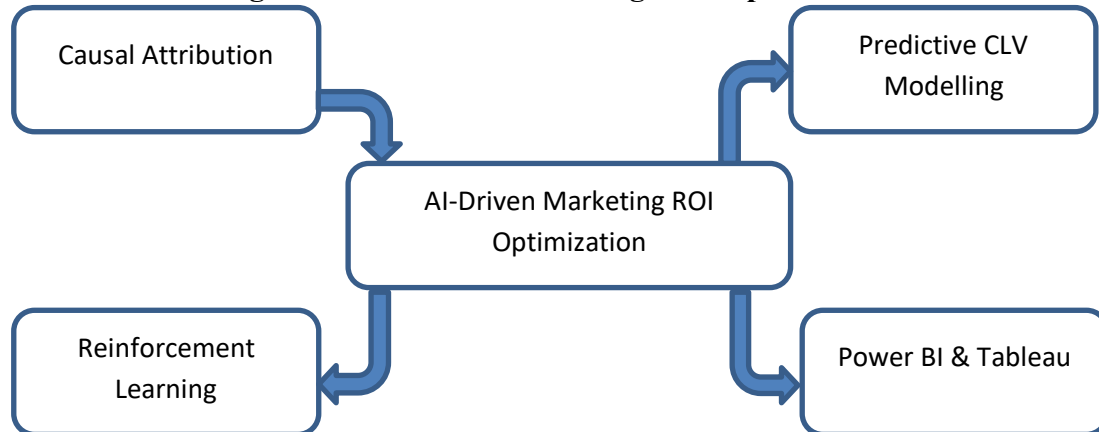 Causal Attribution
Predictive CLV
Modelling
AI-Driven Marketing ROI
Optimization
Reinforcement
Learning
Power BI & Tableau